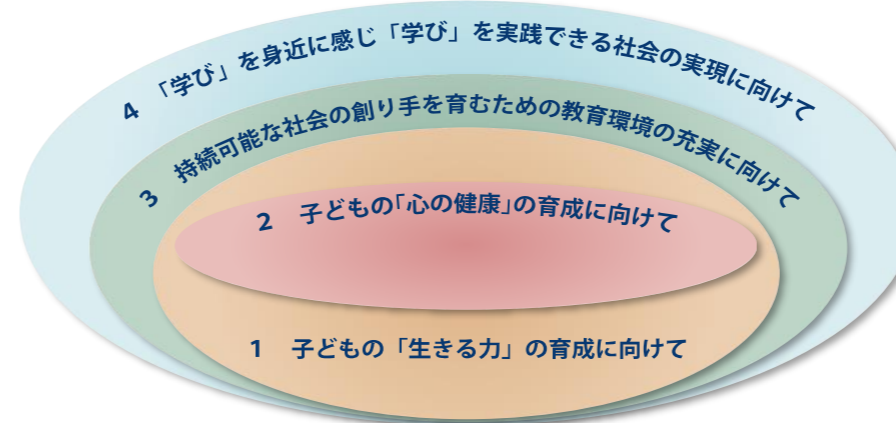 4 「学び」を身近に感じ「学び」を実践できる社会の実現に向けて
3 持続可能な社会の創り手を育むための教育環境の充実に向けて
2 子どもの「心の健康」の育成に向けて
1 子どもの「生きる力」の育成に向けて